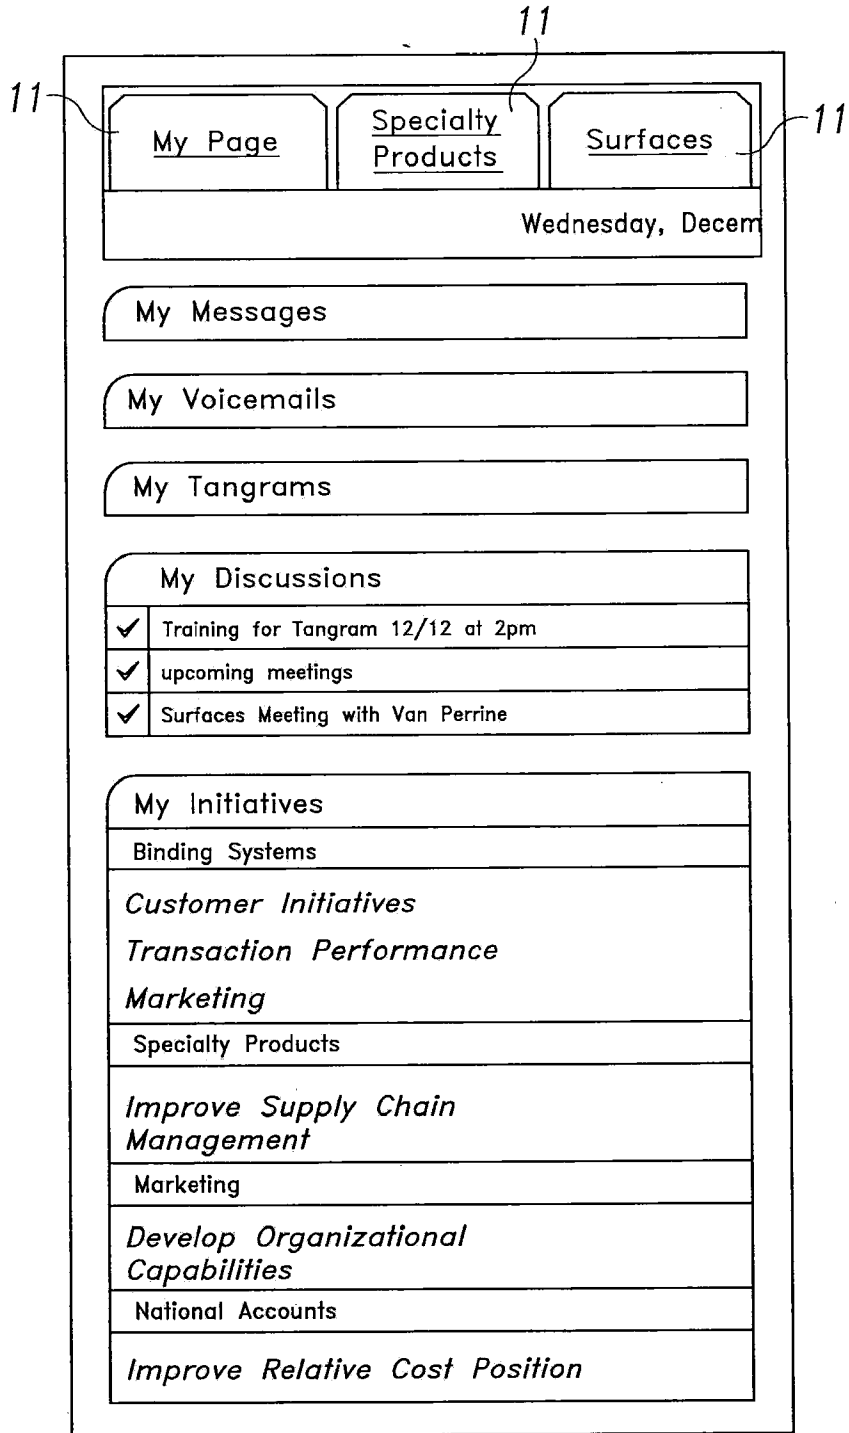 11
11
11
My Page
Specialty
Products
Surfaces
Wednesday, Decem
My Messages
My Voicemails
My Tangrams
My Discussions
Training for Tangram 12/12 at 2pm
upcoming meetings
Surfaces Meeting with Van Perrine
My Initiatives
Binding Systems
Customer Initiatives
Transaction Performance
Marketing
Specialty Products
Improve Supply Chain
Management
Marketing
Develop Organizational
Capabilities
National Accounts
Improve Relative Cost Position